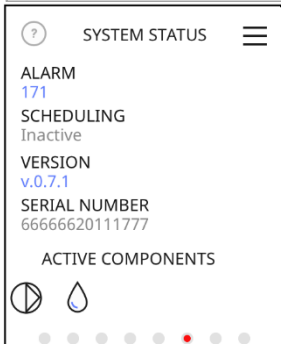 ?
SYSTEM STATUS
ALARM
171
SCHEDULING
Inactive
VERSION
v.0.7.1
SERIAL NUMBER
66666620111777
ACTIVE COMPONENTS